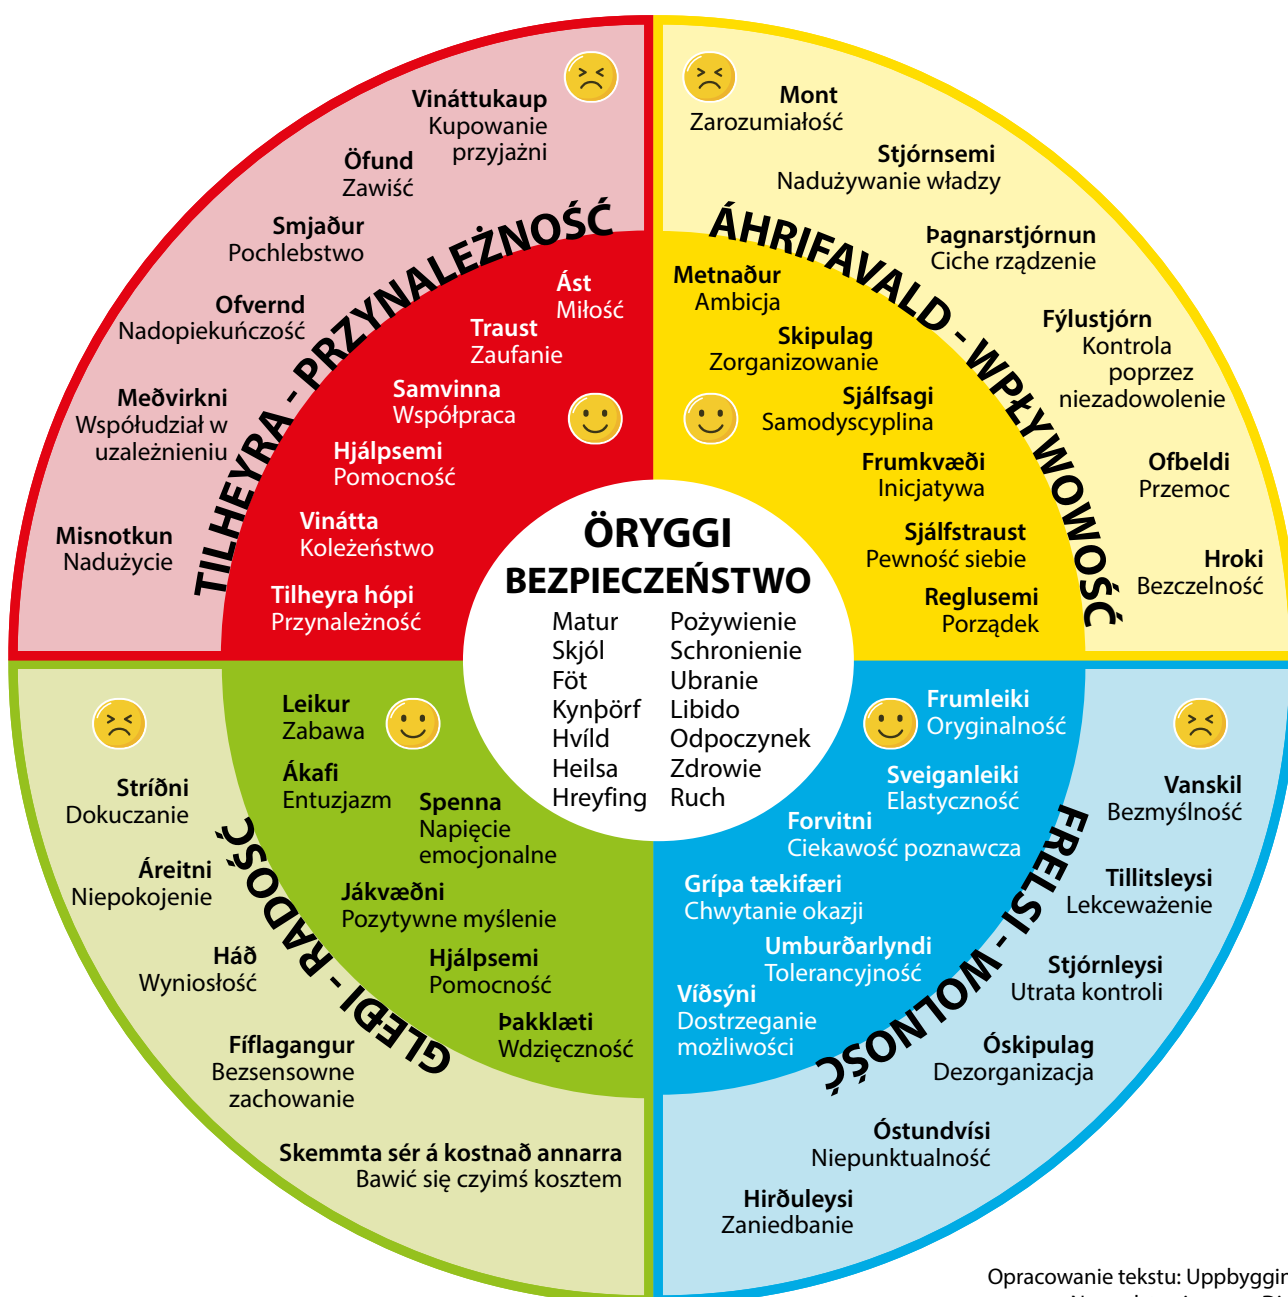 TILHEYRA - PRZYNALEŻNOŚĆ
Vináttukaup
Kupowanie
przyjaźni
Öfund
Zawiść
Smjaður
Pochlebstwo
Ofvernd
Nadopiekuńczość
Meðvirkni
Współudział w
uzależnieniu
Misnotkun
Nadużycie
Ást
Miłość
Traust
Zaufanie
Samvinna
Współpraca
Hjálpsemi
Pomocność
Vinátta
Koleżeństwo
Tilheyra hópi
Przynależność
ÁHRIFAVALD - WPŁYWOWOŚĆ
Mont
Zarozumiałość
Stjórnsemi
Nadużywanie władzy
Þagnarstjórnun
Ciche rządzenie
Fýlustjórn
Kontrola
poprzez
niezadowolenie
Ofbeldi
Przemoc
Hroki
Bezczelność
Metnaður
Ambicja
Skipulag
Zorganizowanie
Sjálfsagi
Samodyscyplina
Frumkvæði
Inicjatywa
Sjálfstraust
Pewność siebie
Reglusemi
Porządek
ÖRYGGI
BEZPIECZEŃSTWO
Matur Pożywienie
Skjól Schronienie
Föt Ubranie
Kynþörf Libido
Hvíld Odpoczynek
Heilsa Zdrowie
Hreyfing Ruch
GLEÐI - RADOŚĆ
Leikur
Zabawa
Ákafi
Entuzjazm
Spenna
Napięcie
emocjonalne
Jákvæðni
Pozytywne myślenie
Hjálpsemi
Pomocność
Þakklæti
Wdzięczność
Stríðni
Dokuczanie
Áreitni
Niepokojenie
Háð
Wyniosłość
Fíflagangur
Bezsensowne
zachowanie
Skemmta sér á kostnað annarra
Bawić się czyimś kosztem
FRELSI - WOLNOŚĆ
Frumleiki
Oryginalność
Sveiganleiki
Elastyczność
Forvitni
Ciekawość poznawcza
Grípa tækifæri
Chwytanie okazji
Umburðarlyndi
Tolerancyjność
Víðsýni
Dostrzeganie
możliwości
Vanskil
Bezmyślność
Tillitsleysi
Lekceważenie
Stjórnleysi
Utrata kontroli
Óskipulag
Dezorganizacja
Óstundvísi
Niepunktualność
Hirðuleysi
Zaniedbanie
Opracowanie tekstu: